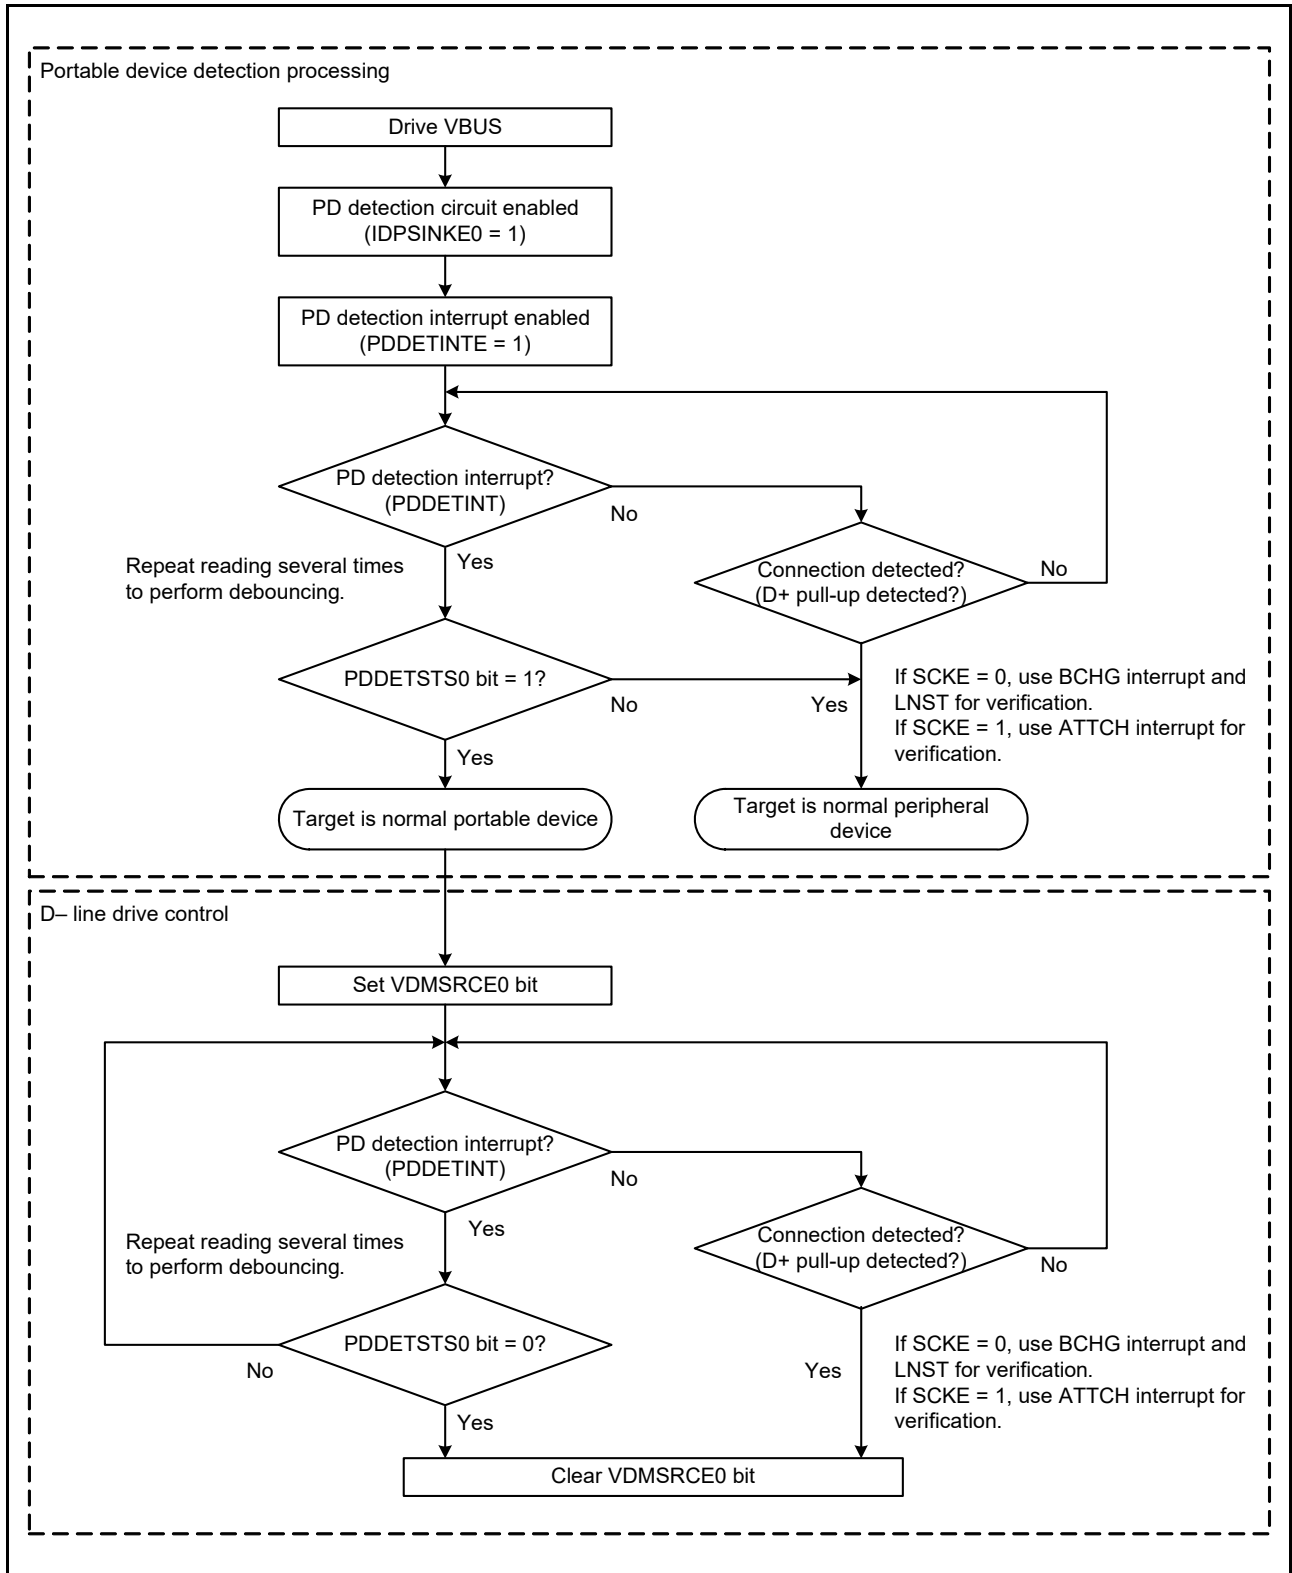 Portable device detection processing
Drive VBUS
PD detection circuit enabled
(IDPSINKE0 = 1)
PD detection interrupt enabled
(PDDETINTE = 1)
PD detection interrupt?
(PDDETINT)
No
Yes
Repeat reading several times
to perform debouncing.
Connection detected?
(D+ pull-up detected?)
No
PDDETSTS0 bit = 1?
No
Yes
If SCKE = 0, use BCHG interrupt and
LNST for verification.
If SCKE = 1, use ATTCH interrupt for
verification.
Yes
Target is normal portable device
Target is normal peripheral
device
D– line drive control
Set VDMSRCE0 bit
PD detection interrupt?
(PDDETINT)
No
Yes
Repeat reading several times
to perform debouncing.
Connection detected?
(D+ pull-up detected?)
No
PDDETSTS0 bit = 0?
No
Yes
If SCKE = 0, use BCHG interrupt and
LNST for verification.
If SCKE = 1, use ATTCH interrupt for
verification.
Yes
Clear VDMSRCE0 bit